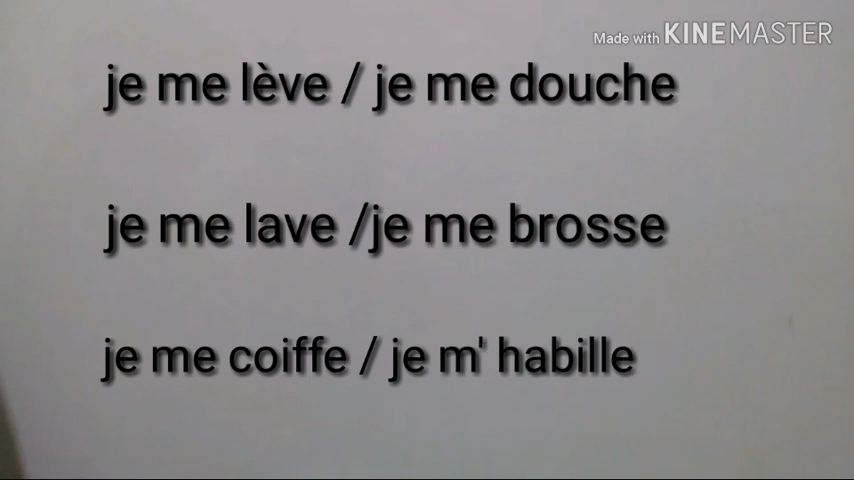 Made with KINEMASTER
je me lève / je me douche
je me lave /je me brosse
je me coiffe / je m' habille